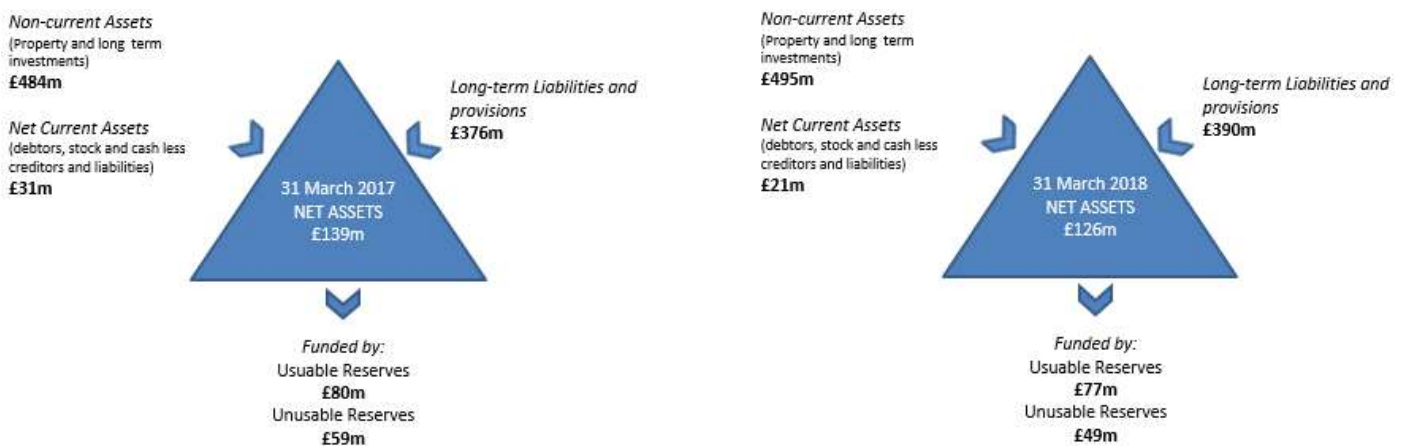 Non-current Assets
(Property and long term
investments)
£484m
Net Current Assets
(debtors, stock and cash less
creditors and liabilities)
£31m
Long-term Liabilities and
provisions
£376m
31 March 2017
NET ASSETS
£139m
Funded by:
Usuable Reserves
£80m
Unusable Reserves
£59m
Non-current Assets
(Property and long term
investments)
£495m
Net Current Assets
(debtors, stock and cash less
creditors and liabilities)
£21m
Long-term Liabilities and
provisions
£390m
31 March 2018
NET ASSETS
£126m
Funded by:
Usuable Reserves
£77m
Unusable Reserves
£49m